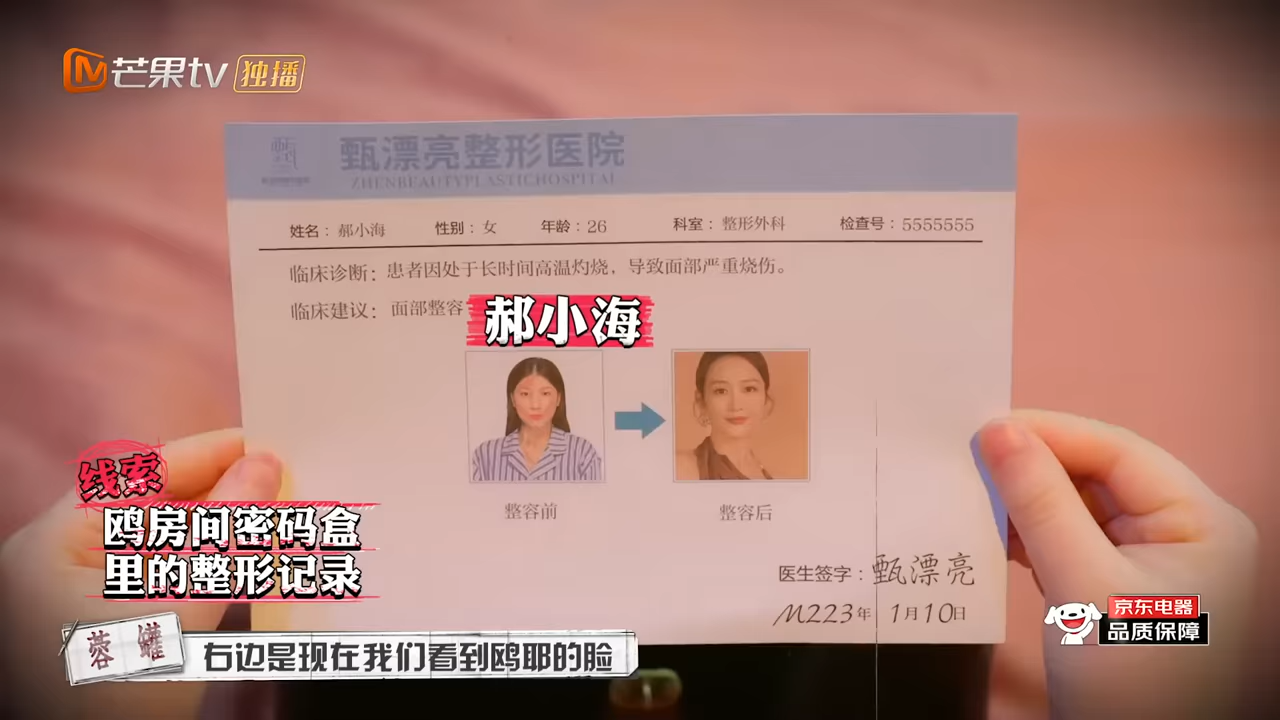 芒果tv 独播
甄漂亮整形医院
ZHENBEAUTYPLASTICHOSPITAL
姓名：郝小海 性别：女 年龄：26 科室：整形外科 检查号：5555555
临床诊断：患者因处于长时间高温灼烧，导致面部严重烧伤。
临床建议：面部整容
郝小海
整容前 整容后
线索
鸥房间密码盒
里的整形记录
医生签字：甄漂亮
M223年 1月10日
京东电器
品质保障
蓉罐 右边是现在我们看到鸥耶的脸